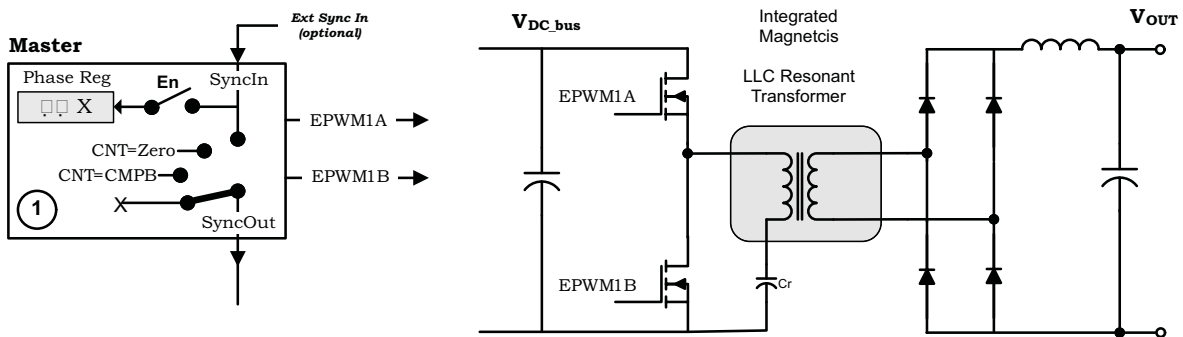 Ext Sync In
(optional)
Master
Phase Reg
En
SyncIn
X
EPWM1A
CNT=Zero
CNT=CMPB
EPWM1B
X
1
SyncOut
VDC_bus
EPWM1A
EPWM1B
Integrated
Magnetcis
LLC Resonant
Transformer
Cr
VOUT